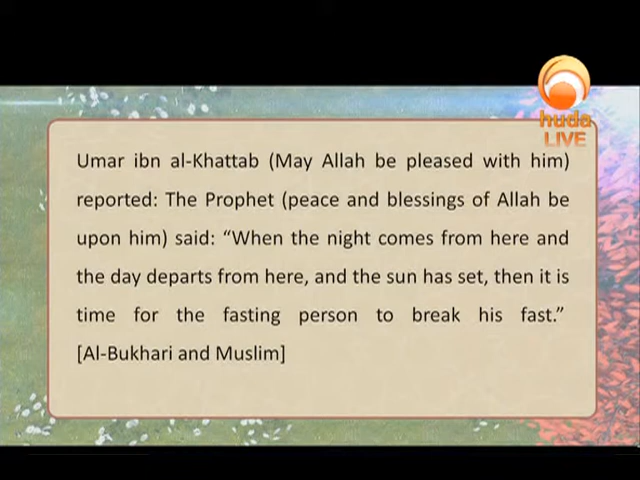 huda
LIVE
Umar ibn al-Khattab (May Allah be pleased with him)
reported: The Prophet (peace and blessings of Allah be
upon him) said: “When the night comes from here and
the day departs from here, and the sun has set, then it is
time for the fasting person to break his fast.”
[Al-Bukhari and Muslim]